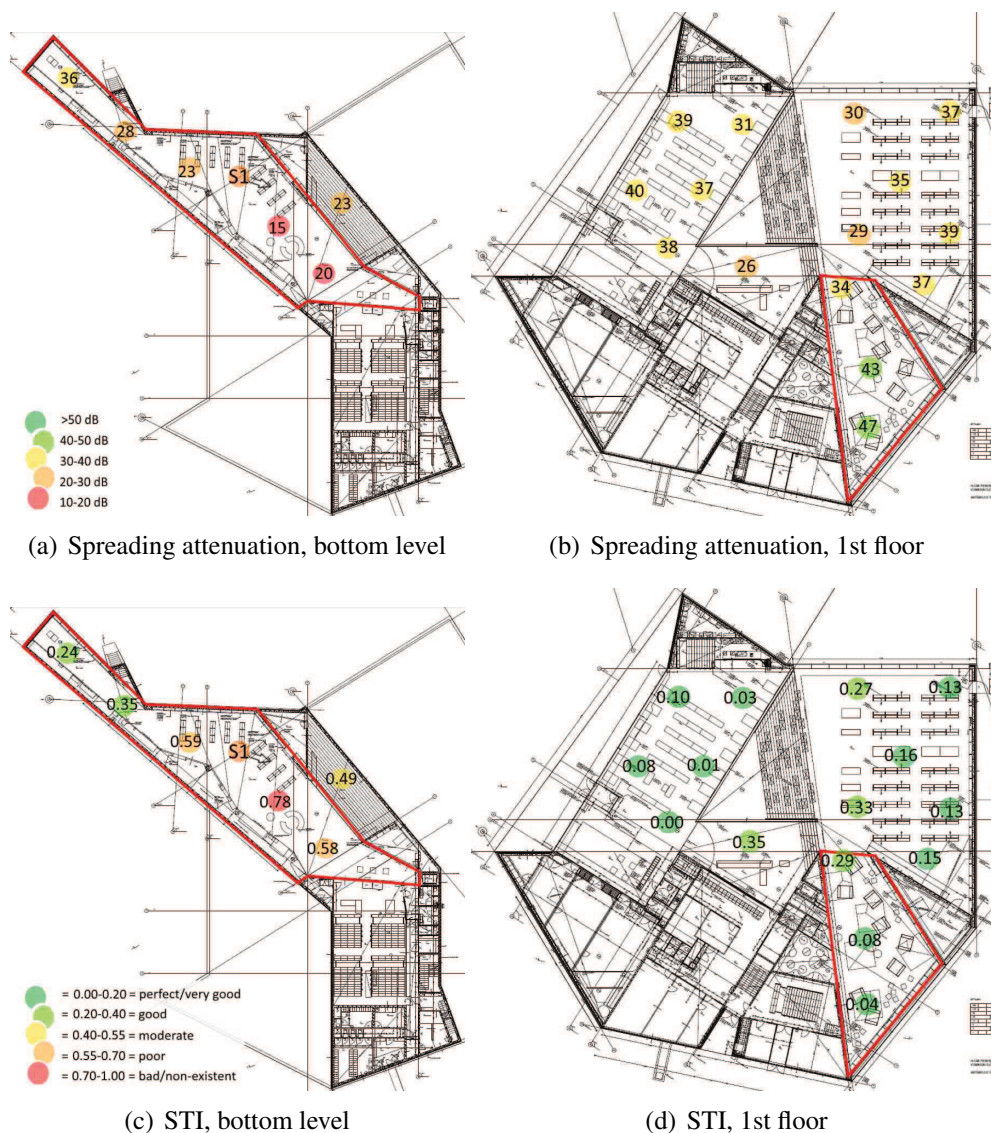 36
28
23
S1
23
15
20
>50 dB
40-50 dB
30-40 dB
20-30 dB
10-20 dB
(a) Spreading attenuation, bottom level
39
31
30
37
40
37
35
38
29
39
26
34
37
43
47
(b) Spreading attenuation, 1st floor
0.24
0.35
0.59
S1
0.49
0.78
0.58
= 0.00-0.20 = perfect/very good
= 0.20-0.40 = good
= 0.40-0.55 = moderate
= 0.55-0.70 = poor
= 0.70-1.00 = bad/non-existent
(c) STI, bottom level
0.10
0.03
0.27
0.13
0.08
0.01
0.16
0.00
0.33
0.13
0.35
0.29
0.15
0.08
0.04
(d) STI, 1st floor